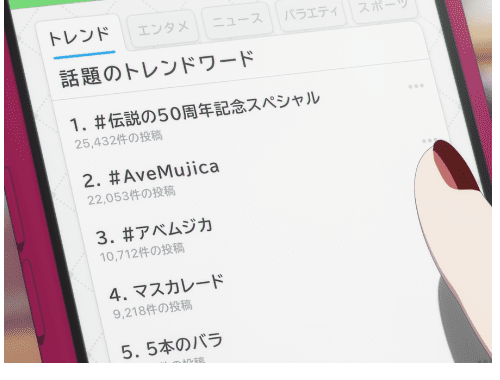 トレンド エンタメ ニュース バラエティ スポーツ
話題のトレンドワード
1. #伝説の50周年記念スペシャル
25,432件の投稿
2. #AveMujica
22,053件の投稿
3. #アベムジカ
10,712件の投稿
4. マスカレード
9,218件の投稿
5. 5本のバラ
件の投稿